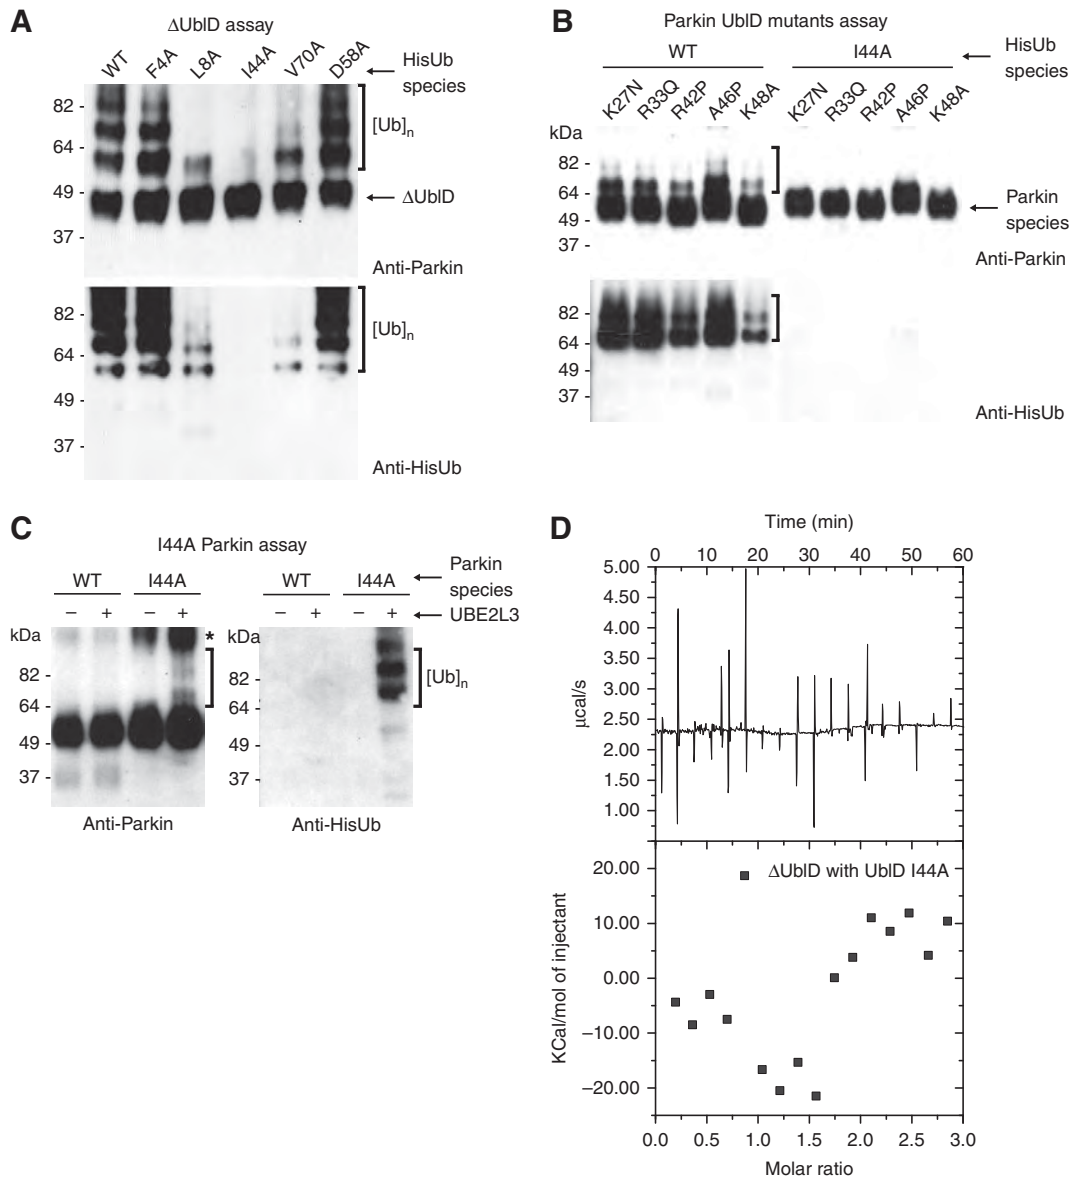 A
ΔUblD assay
WT F4A L8A I44A V70A D58A
HisUb
species
82 -
64 -
49 -
37 -
[Ub]n
ΔUblD
Anti-Parkin
82 -
64 -
49 -
37 -
[Ub]n
Anti-HisUb
B
Parkin UblD mutants assay
WT I44A
HisUb
species
K27N R33Q R42P A46P K48A K27N R33Q R42P A46P K48A
kDa
82 -
64 -
49 -
37 -
Parkin
species
Anti-Parkin
82 -
64 -
49 -
37 -
Anti-HisUb
C
I44A Parkin assay
WT I44A WT I44A
Parkin
species
– + – + – + – + UBE2L3
kDa
82 -
64 -
49 -
37 -
*
kDa
82 -
64 -
49 -
37 -
[Ub]n
Anti-Parkin Anti-HisUb
D
Time (min)
0 10 20 30 40 50 60
5.00
4.50
4.00
3.50
3.00
2.50
2.00
1.50
1.00
μcal/s
ΔUblD with UblD I44A
20.00
10.00
0.00
–10.00
–20.00
KCal/mol of injectant
0.0 0.5 1.0 1.5 2.0 2.5 3.0
Molar ratio